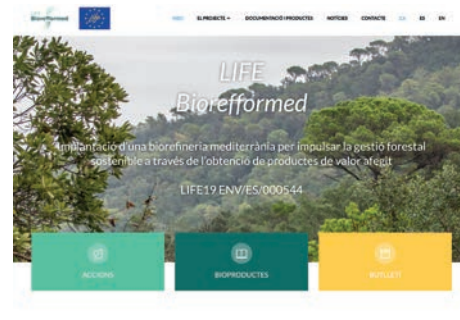 Biorefformed
INICI EL PROJECTE DOCUMENTACIÓ I PRODUCTES NOTÍCIES CONTACTE CA ES EN
LIFE
Biorefformed
Implantació d'una biorefineria mediterrània per impulsar la gestió forestal
sostenible a través de l'obtenció de productes de valor afegit
LIFE19 ENV/ES/000544
ACCIONS BIOPRODUCTES BUTLLETÍ